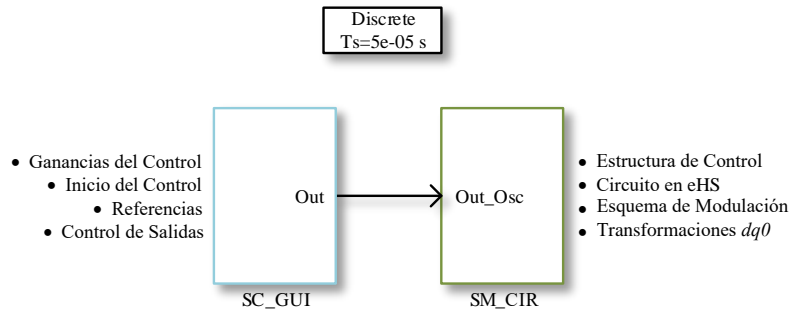 Discrete
Ts=5e-05 s
• Ganancias del Control
• Inicio del Control
• Referencias
• Control de Salidas
Out
Out_Osc
• Estructura de Control
• Circuito en eHS
• Esquema de Modulación
• Transformaciones dq0
SC_GUI
SM_CIR